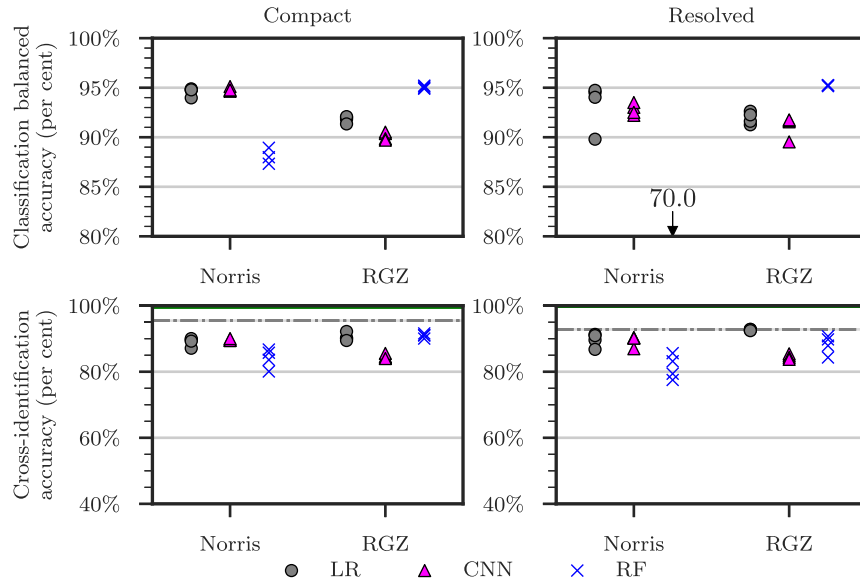 Compact
Resolved
Classification balanced
accuracy (per cent)
100%
95%
90%
85%
80%
Norris
RGZ
100%
95%
90%
85%
80%
70.0
Norris
RGZ
Cross-identification
accuracy (per cent)
100%
80%
60%
40%
Norris
RGZ
100%
80%
60%
40%
Norris
RGZ
LR
CNN
RF